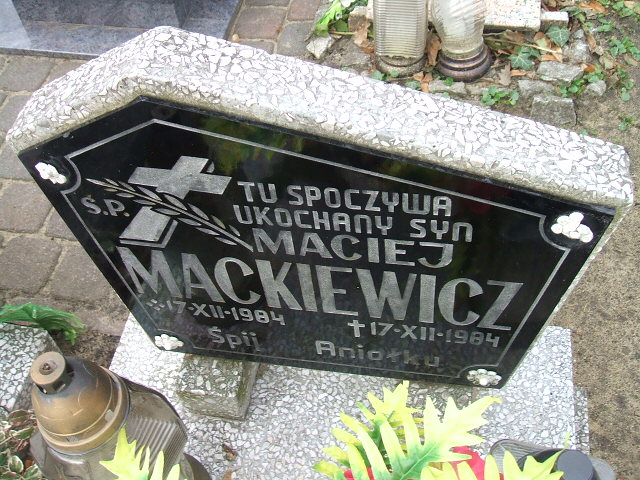 Ś.P.
TU SPOCZYWA
UKOCHANY SYN
MACIEJ
MACKIEWICZ
*17-XII-1984 †17-XII-1984
Śpij Aniołku